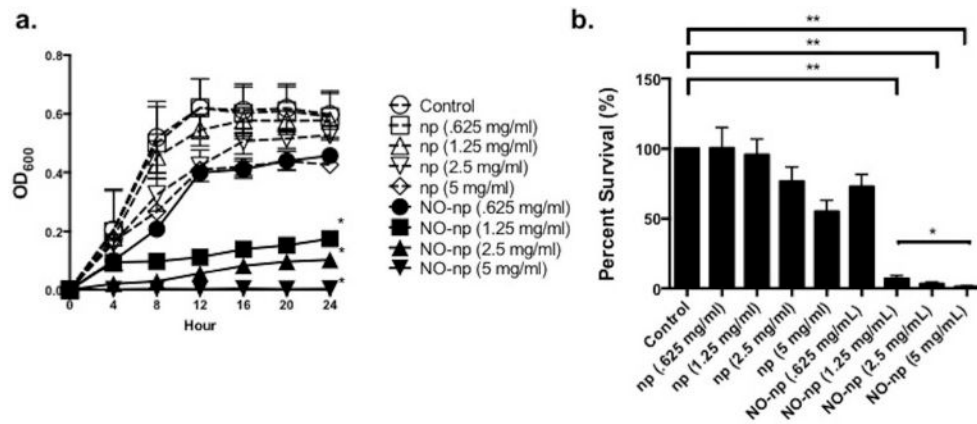 a.
0.8
0.6
0.4
0.2
0.0
OD600
0
4
8
12
16
20
24
Hour
*
*
*
Control
np (.625 mg/ml)
np (1.25 mg/ml)
np (2.5 mg/ml)
np (5 mg/ml)
NO-np (.625 mg/ml)
NO-np (1.25 mg/ml)
NO-np (2.5 mg/ml)
NO-np (5 mg/ml)
b.
**
**
**
*
150
100
50
0
Percent Survival (%)
Control
np (.625 mg/ml)
np (1.25 mg/ml)
np (2.5 mg/ml)
np (5 mg/ml)
NO-np (.625 mg/mL)
NO-np (1.25 mg/mL)
NO-np (2.5 mg/mL)
NO-np (5 mg/mL)